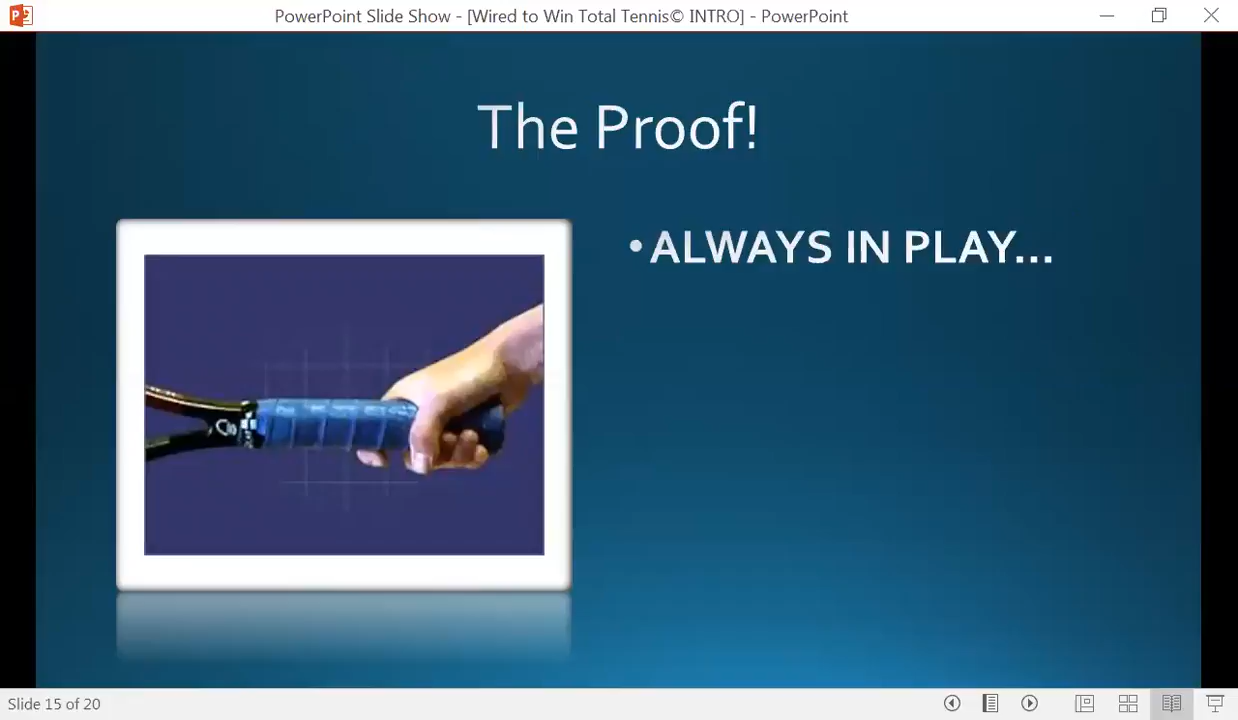 PowerPoint Slide Show - [Wired to Win Total Tennis© INTRO] - PowerPoint
The Proof!
•ALWAYS IN PLAY...
Slide 15 of 20